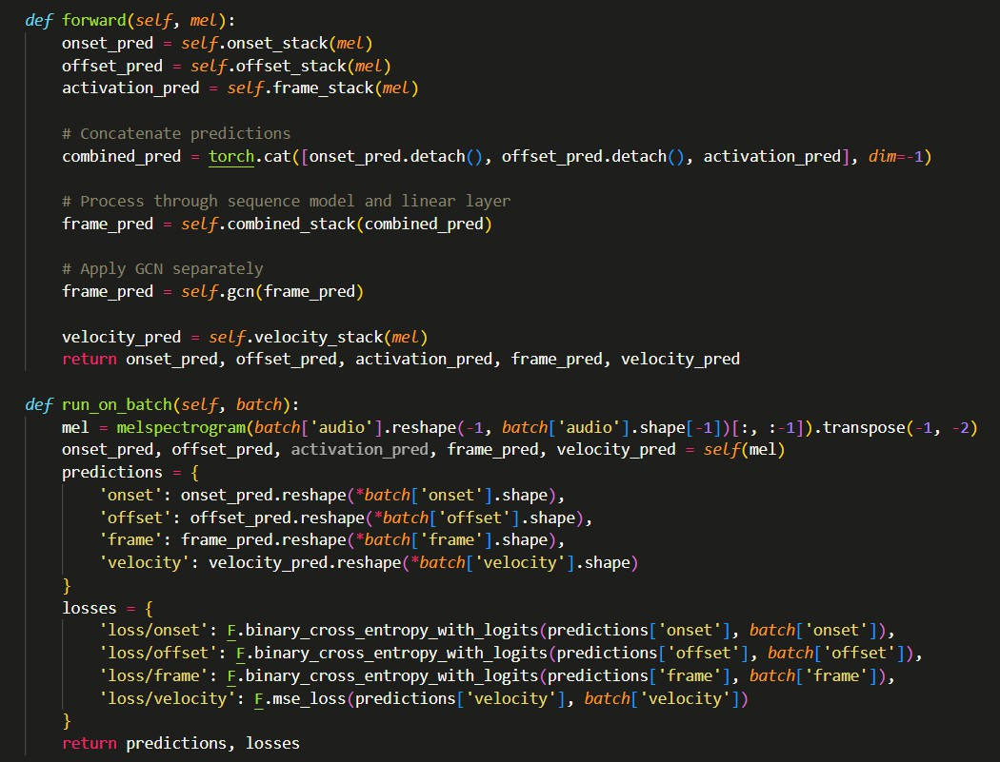 def forward(self, mel):
    onset_pred = self.onset_stack(mel)
    offset_pred = self.offset_stack(mel)
    activation_pred = self.frame_stack(mel)

    # Concatenate predictions
    combined_pred = torch.cat([onset_pred.detach(), offset_pred.detach(), activation_pred], dim=-1)

    # Process through sequence model and linear layer
    frame_pred = self.combined_stack(combined_pred)

    # Apply GCN separately
    frame_pred = self.gcn(frame_pred)

    velocity_pred = self.velocity_stack(mel)
    return onset_pred, offset_pred, activation_pred, frame_pred, velocity_pred

def run_on_batch(self, batch):
    mel = melspectrogram(batch['audio'].reshape(-1, batch['audio'].shape[-1])[:, :-1]).transpose(-1, -2)
    onset_pred, offset_pred, activation_pred, frame_pred, velocity_pred = self(mel)
    predictions = {
        'onset': onset_pred.reshape(*batch['onset'].shape),
        'offset': offset_pred.reshape(*batch['offset'].shape),
        'frame': frame_pred.reshape(*batch['frame'].shape),
        'velocity': velocity_pred.reshape(*batch['velocity'].shape)
    }
    losses = {
        'loss/onset': F.binary_cross_entropy_with_logits(predictions['onset'], batch['onset']),
        'loss/offset': F.binary_cross_entropy_with_logits(predictions['offset'], batch['offset']),
        'loss/frame': F.binary_cross_entropy_with_logits(predictions['frame'], batch['frame']),
        'loss/velocity': F.mse_loss(predictions['velocity'], batch['velocity'])
    }
    return predictions, losses